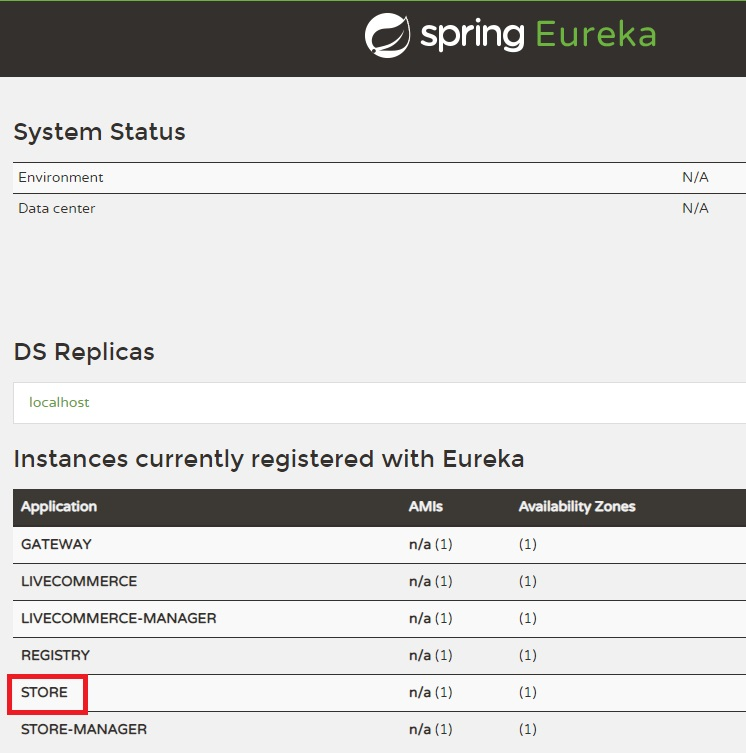 spring Eureka
System Status
Environment N/A
Data center N/A
DS Replicas
localhost
Instances currently registered with Eureka
Application AMIs Availability Zones
GATEWAY n/a (1) (1)
LIVECOMMERCE n/a (1) (1)
LIVECOMMERCE-MANAGER n/a (1) (1)
REGISTRY n/a (1) (1)
STORE n/a (1) (1)
STORE-MANAGER n/a (1) (1)